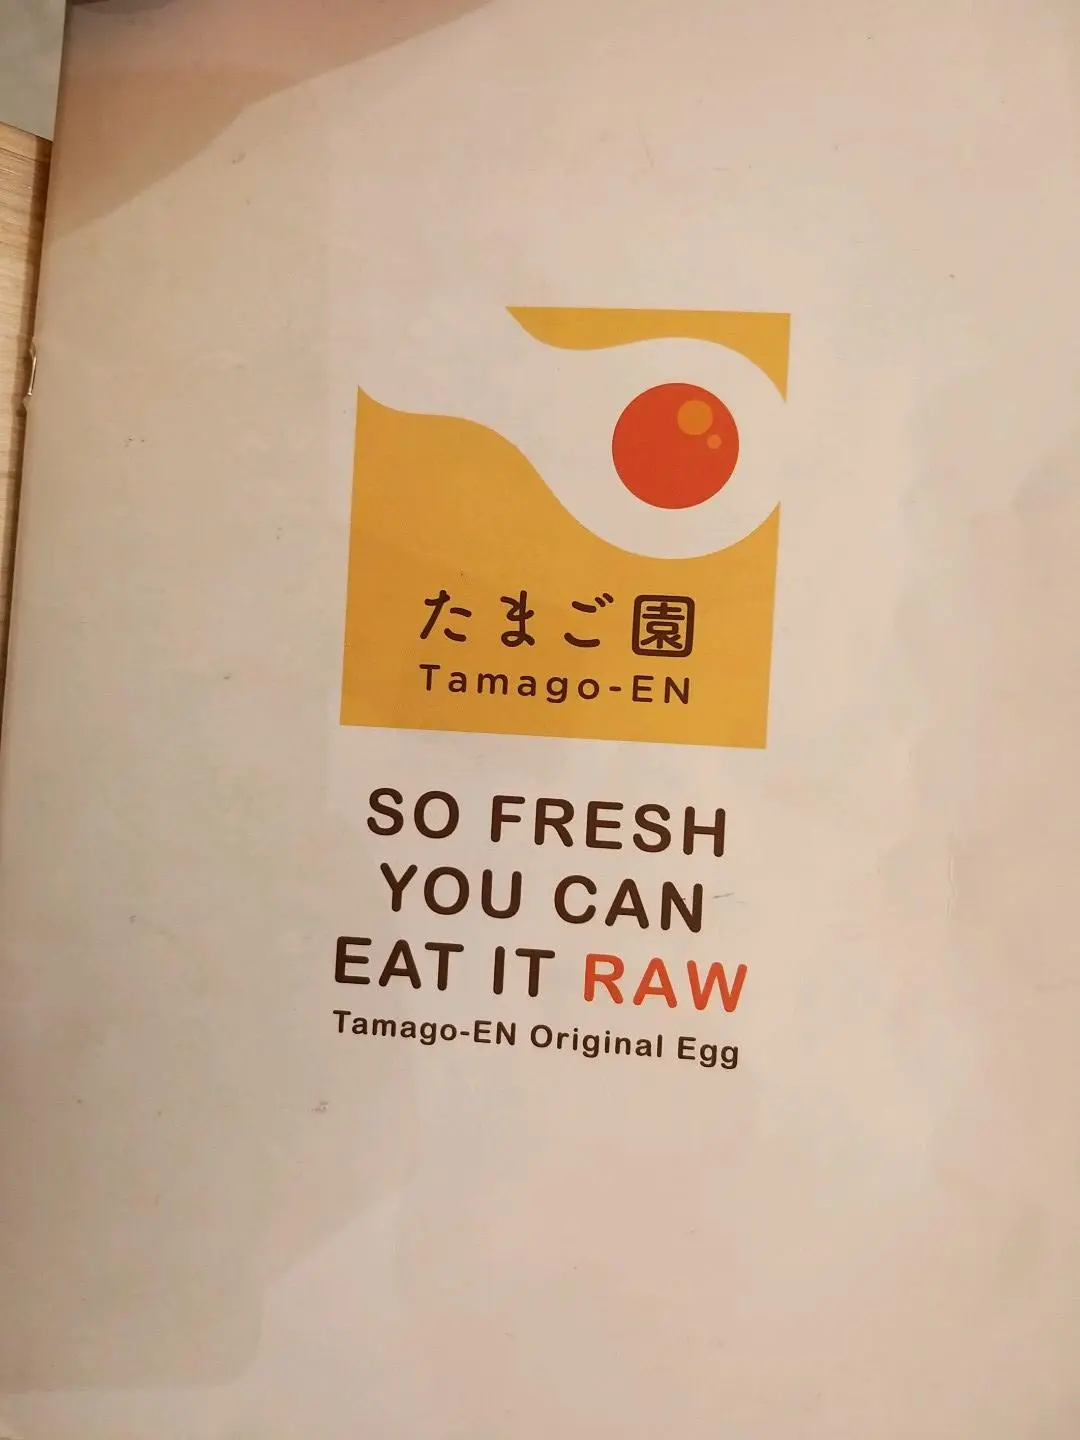 たまご園
Tamago-EN
SO FRESH
YOU CAN
EAT IT RAW
Tamago-EN Original Egg